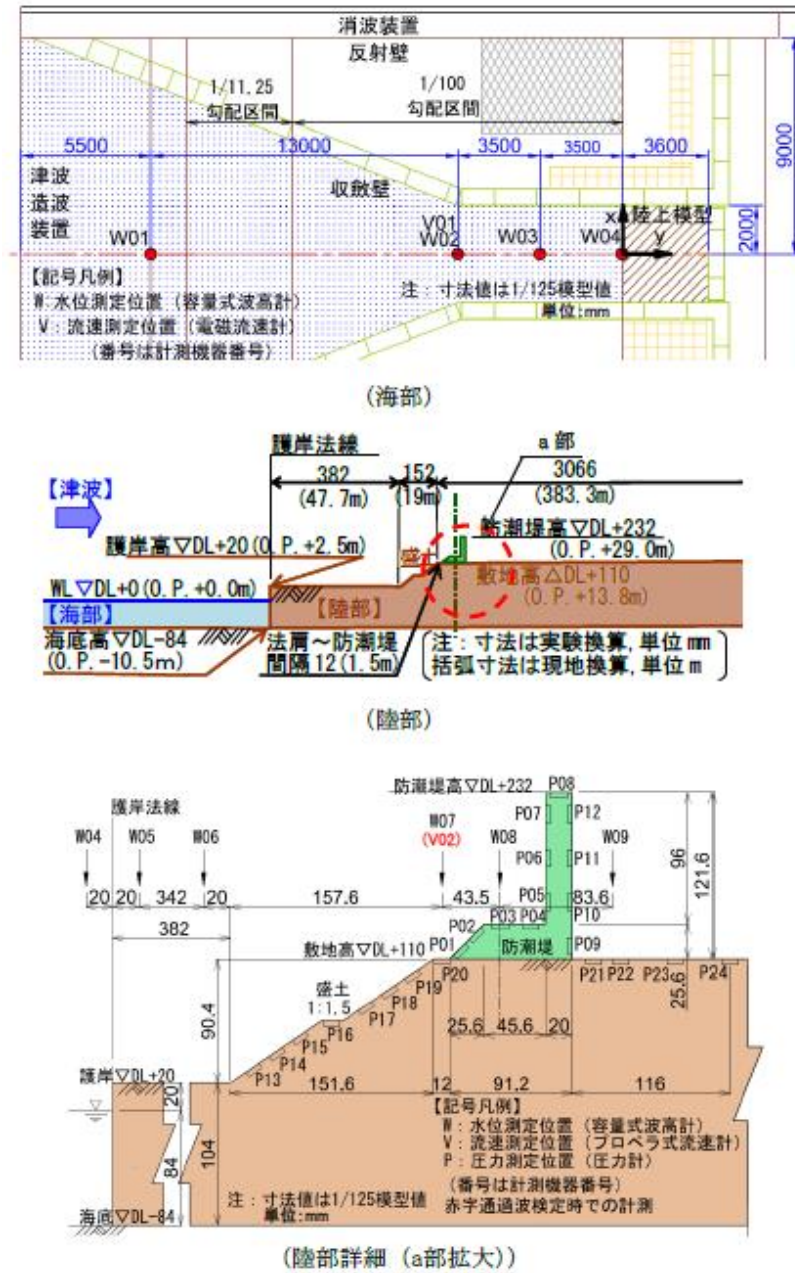 消波装置
反射壁
1/11.25
勾配区間
1/100
勾配区間
5500
13000
3500
3500
3600
9000
津波
造波
装置
収斂壁
W01
V01
W02
W03
W04
x
陸上模型
y
2000
【記号凡例】
W:水位測定位置（容量式波高計）
V：流速測定位置（電磁流速計）
（番号は計測機器番号）
注：寸法値は1/125模型値
単位:mm
（海部）
護岸法線
a部
382
(47.7m)
152
(19m)
3066
(383.3m)
【津波】
防潮堤高▽DL+232
(O.P.+29.0m)
護岸高▽DL+20(O.P.+2.5m)
盛土
敷地高△DL+110
(O.P.+13.8m)
WL▽DL+0(O.P.+0.0m)
【海部】
【陸部】
海底高▽DL-84
(O.P.-10.5m)
法肩～防潮堤
間隔12(1.5m)
注：寸法は実験換算,単位mm
括弧寸法は現地換算,単位m
（陸部）
防潮堤高▽DL+232
P08
護岸法線
P07
P12
W04
W05
W06
W07
(V02)
W08
W09
P06
P11
96
121.6
20
20
342
20
157.6
43.5
P05
83.6
382
P02
P03
P04
P10
敷地高▽DL+110
P01
防潮堤
P09
P19
P20
P21
P22
P23
P24
25.6
盛土
1:1.5
P18
P17
P16
P15
P14
P13
90.4
25.6
45.6
20
護岸▽DL+20
151.6
12
91.2
116
20
84
104
【記号凡例】
W：水位測定位置（容量式波高計）
V：流速測定位置（プロペラ式流速計）
P：圧力測定位置（圧力計）
（番号は計測機器番号）
赤字通過波検定時での計測
注：寸法値は1/125模型値
単位:mm
海底▽DL-84
（陸部詳細（a部拡大））